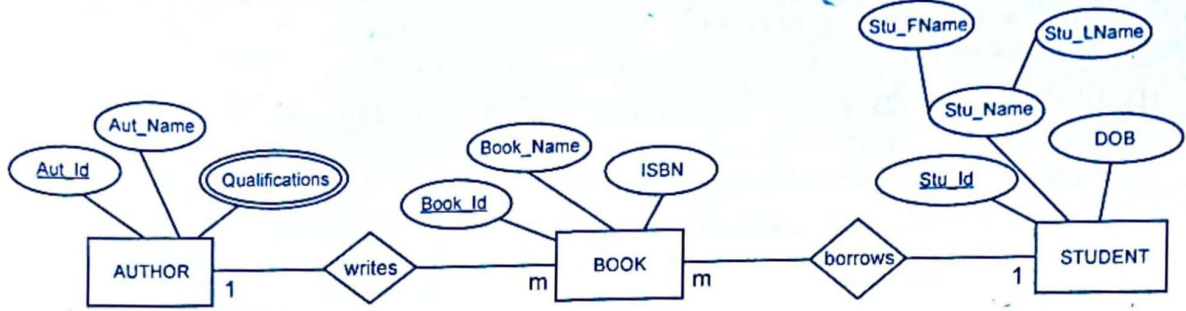 Stu_FName
Stu_LName
Stu_Name
Aut_Name
Aut_Id
Qualifications
Book_Name
ISBN
Book_Id
DOB
Stu_Id
AUTHOR
1
writes
m
BOOK
m
borrows
1
STUDENT